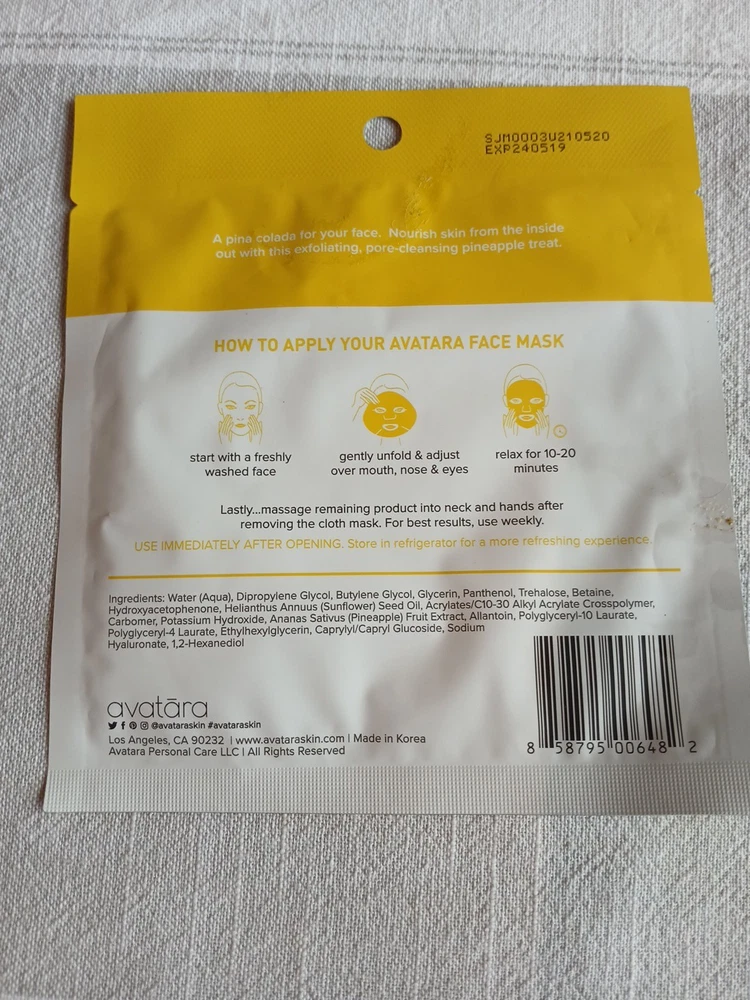 SJM0003U210520
EXP240519
A pina colada for your face. Nourish skin from the inside
out with this exfoliating, pore-cleansing pineapple treat.
HOW TO APPLY YOUR AVATARA FACE MASK
start with a freshly
washed face
gently unfold & adjust
over mouth, nose & eyes
relax for 10-20
minutes
Lastly...massage remaining product into neck and hands after
removing the cloth mask. For best results, use weekly.
USE IMMEDIATELY AFTER OPENING. Store in refrigerator for a more refreshing experience.
Ingredients: Water (Aqua), Dipropylene Glycol, Butylene Glycol, Glycerin, Panthenol, Trehalose, Betaine,
Hydroxyacetophenone, Helianthus Annuus (Sunflower) Seed Oil, Acrylates/C10-30 Alkyl Acrylate Crosspolymer,
Carbomer, Potassium Hydroxide, Ananas Sativus (Pineapple) Fruit Extract, Allantoin, Polyglyceryl-10 Laurate,
Polyglyceryl-4 Laurate, Ethylhexylglycerin, Caprylyl/Capryl Glucoside, Sodium
Hyaluronate, 1,2-Hexanediol
avatāra
@avataraskin #avataraskin
Los Angeles, CA 90232 | www.avataraskin.com | Made in Korea
Avatara Personal Care LLC | All Rights Reserved
8 58795 00648 2